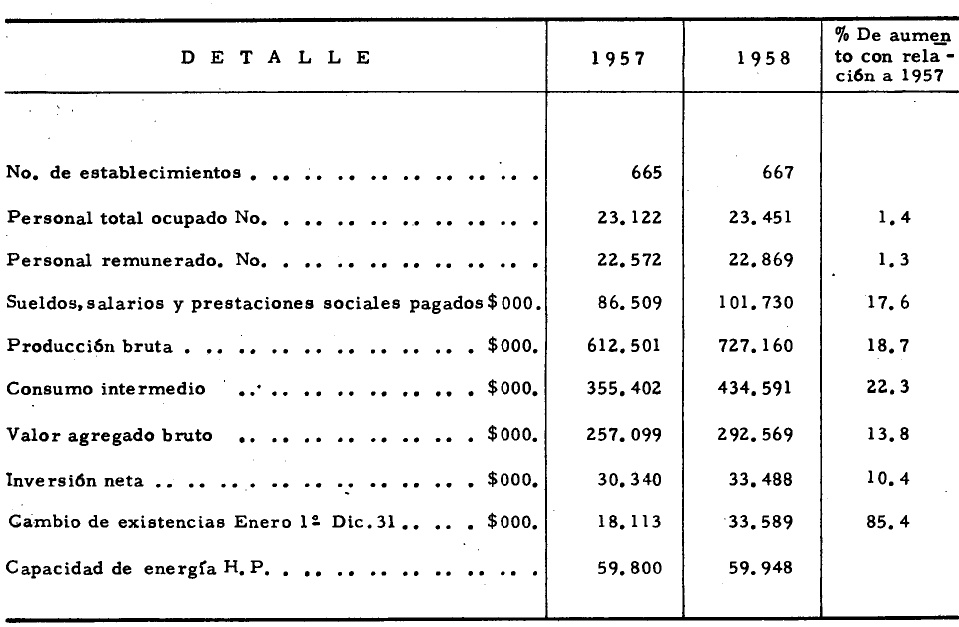 DETALLE 1957 1958 % De aumen
to con rela-
ción a 1957
No. de establecimientos . .. .. .. .. .. .. .. .. . 665 667
Personal total ocupado No. . .. .. .. .. .. .. .. . 23.122 23.451 1.4
Personal remunerado. No. . .. .. .. .. .. .. .. . 22.572 22.869 1.3
Sueldos, salarios y prestaciones sociales pagados $000. 86.509 101.730 17.6
Producción bruta . .. .. .. .. .. .. .. . $000. 612.501 727.160 18.7
Consumo intermedio .. .. .. .. .. .. .. . $000. 355.402 434.591 22.3
Valor agregado bruto .. .. .. .. .. .. .. . $000. 257.099 292.569 13.8
Inversión neta .. .. .. .. .. .. .. .. .. . $000. 30.340 33.488 10.4
Cambio de existencias Enero 1º Dic. 31 .. .. . $000. 18.113 33.589 85.4
Capacidad de energía H.P. . .. .. .. .. .. .. .. . 59.800 59.948